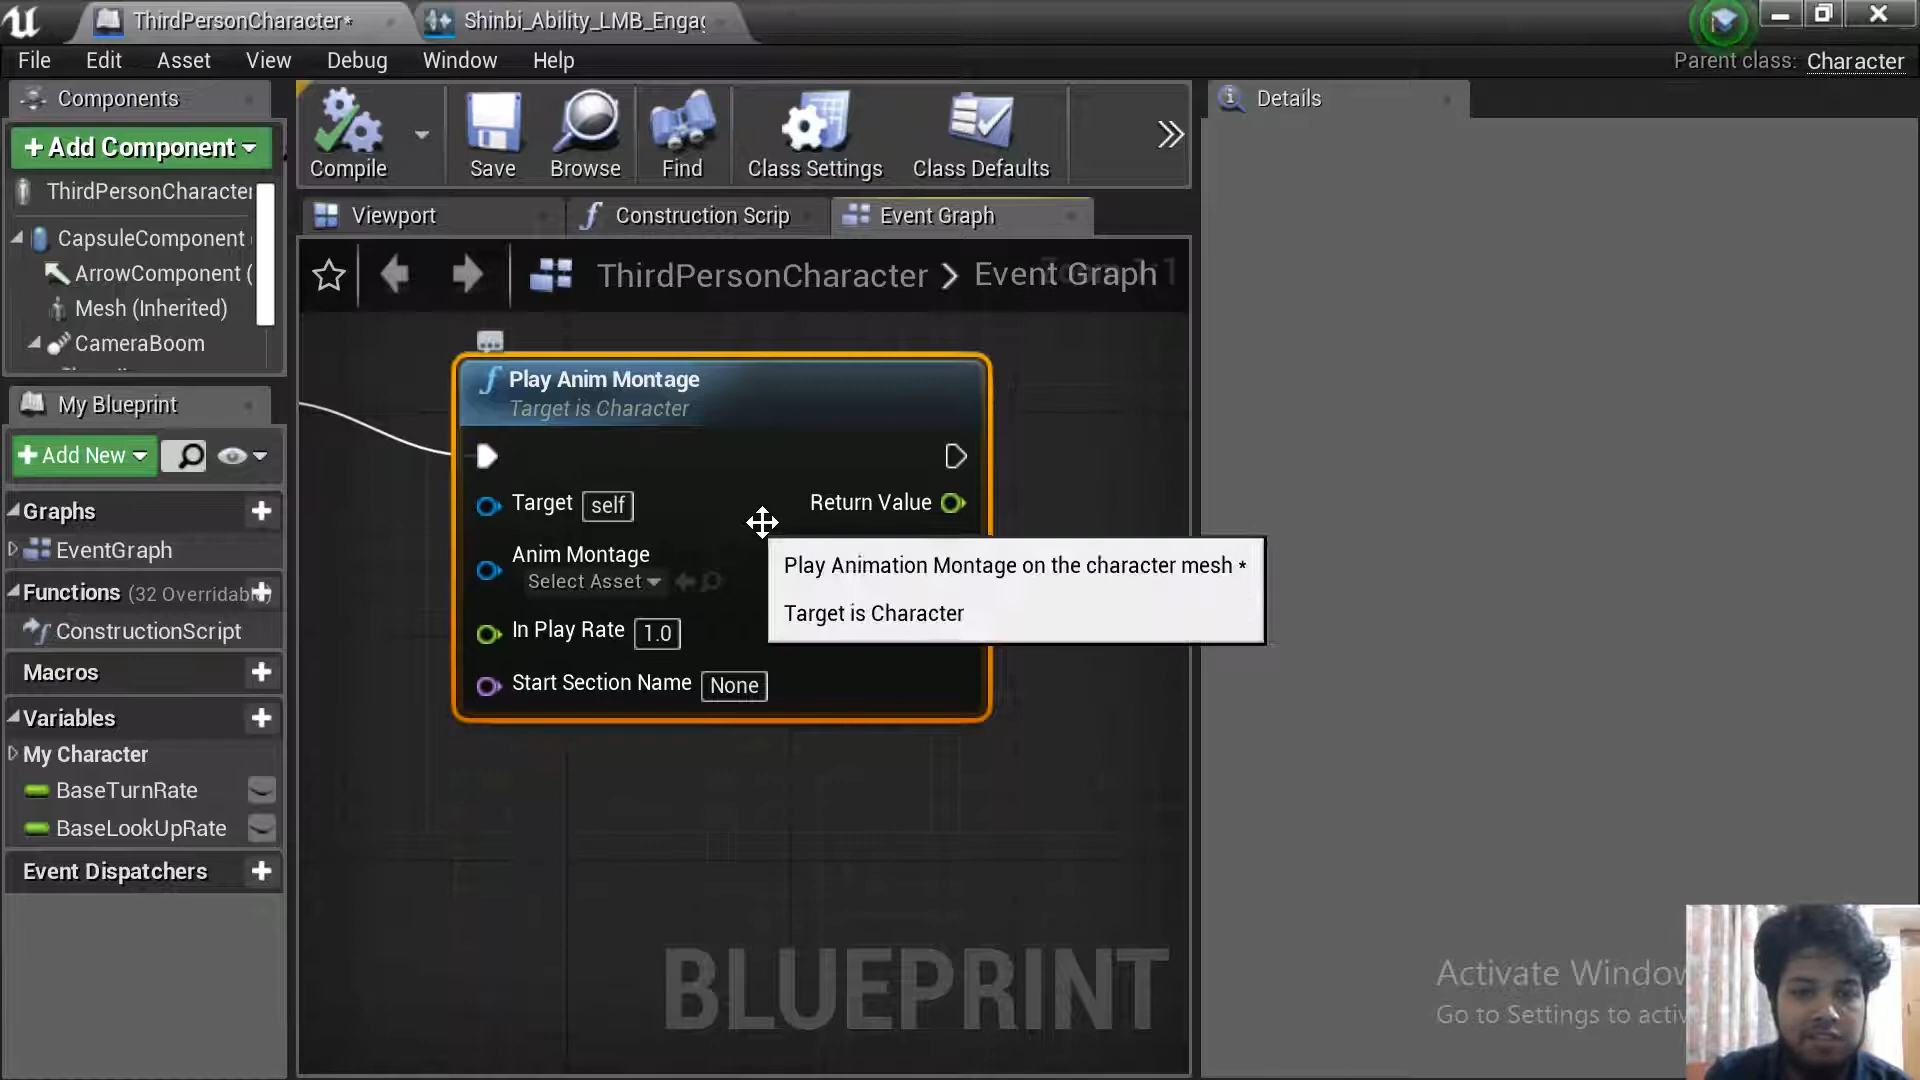 ThirdPersonCharacter*
Shinbi_Ability_LMB_Engag
File Edit Asset View Debug Window Help
Parent class: Character
Components
+ Add Component
ThirdPersonCharacter
CapsuleComponent
ArrowComponent (
Mesh (Inherited)
CameraBoom
My Blueprint
+ Add New
Graphs
EventGraph
Functions (32 Overridab
ConstructionScript
Macros
Variables
My Character
BaseTurnRate
BaseLookUpRate
Event Dispatchers
Compile
Save
Browse
Find
Class Settings
Class Defaults
Viewport
Construction Scrip
Event Graph
ThirdPersonCharacter > Event Graph
Play Anim Montage
Target is Character
Target self
Return Value
Anim Montage
Select Asset
In Play Rate 1.0
Start Section Name None
Play Animation Montage on the character mesh *
Target is Character
BLUEPRINT
Details
Activate Window
Go to Settings to activ